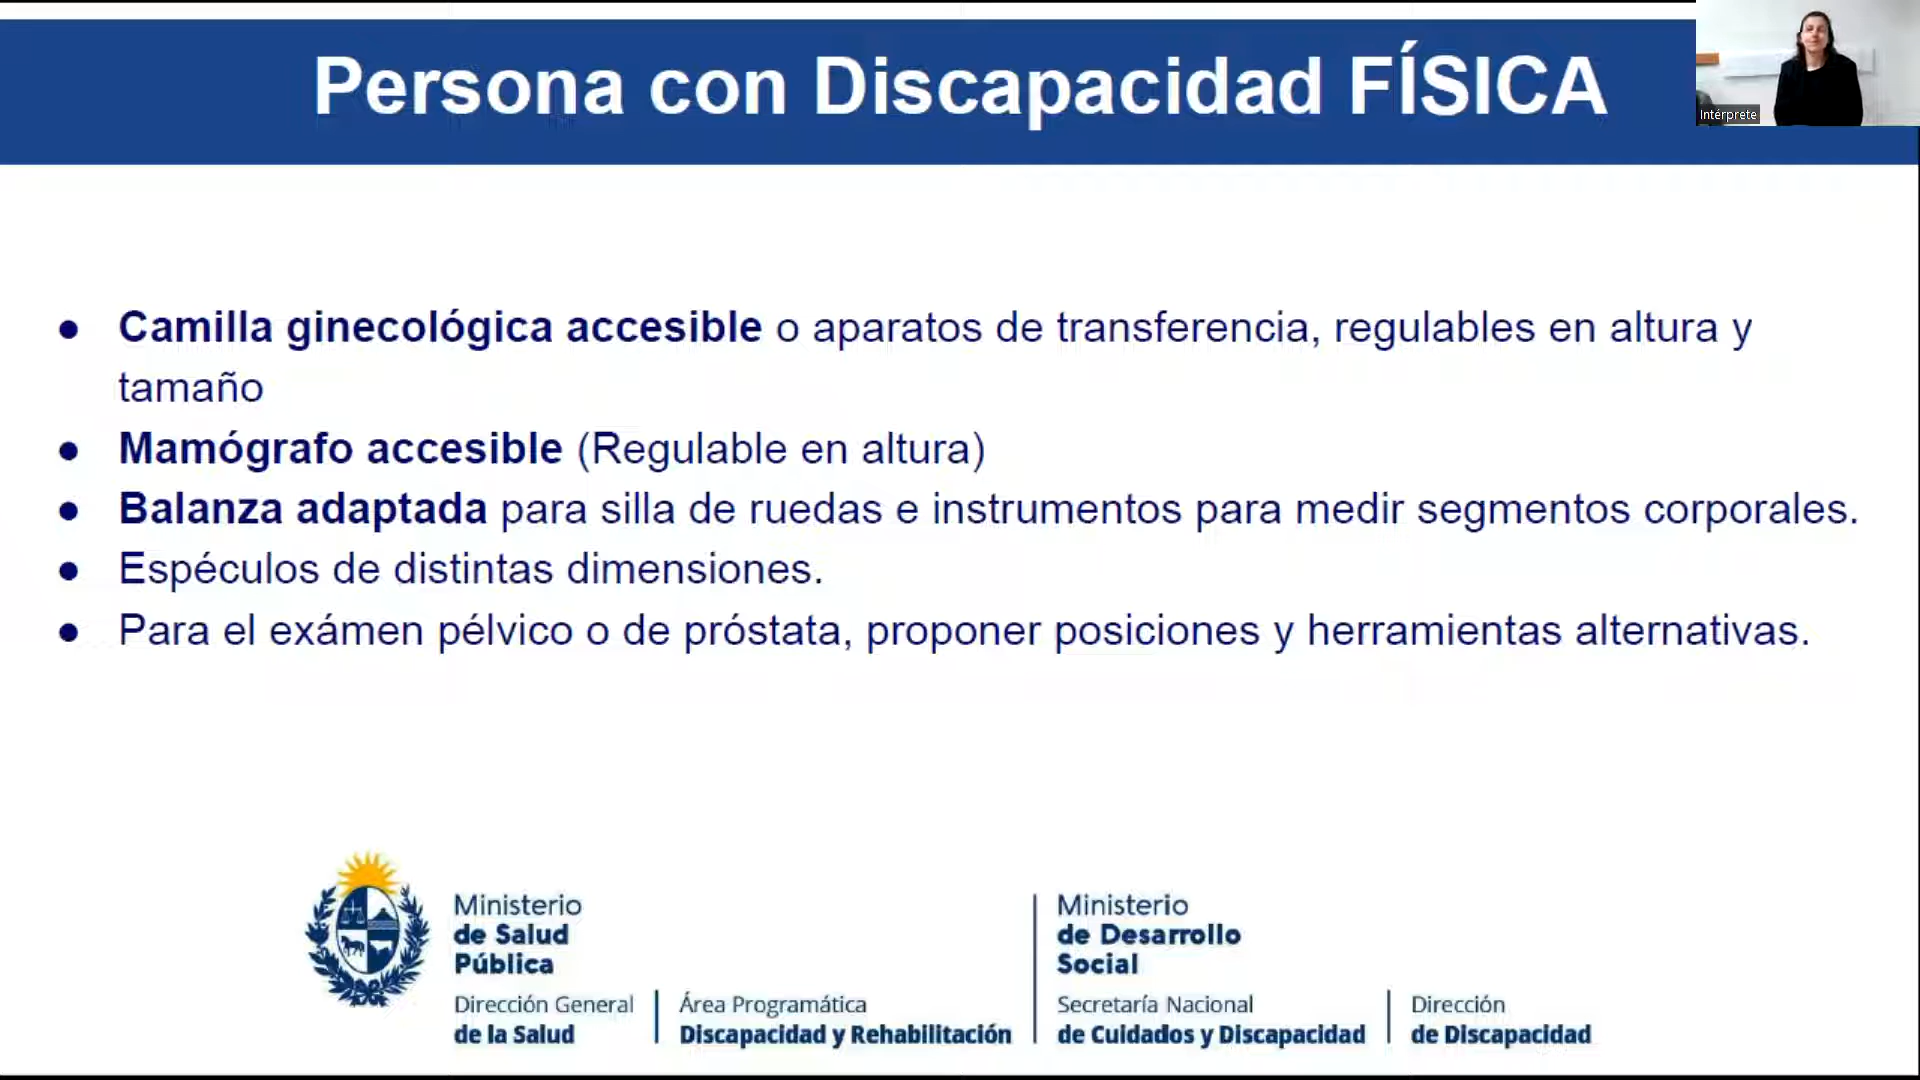 Persona con Discapacidad FÍSICA
Intérprete
● Camilla ginecológica accesible o aparatos de transferencia, regulables en altura y
tamaño
● Mamógrafo accesible (Regulable en altura)
● Balanza adaptada para silla de ruedas e instrumentos para medir segmentos corporales.
● Espéculos de distintas dimensiones.
● Para el exámen pélvico o de próstata, proponer posiciones y herramientas alternativas.
Ministerio
de Salud
Pública
Dirección General
de la Salud
Área Programática
Discapacidad y Rehabilitación
Ministerio
de Desarrollo
Social
Secretaría Nacional
de Cuidados y Discapacidad
Dirección
de Discapacidad